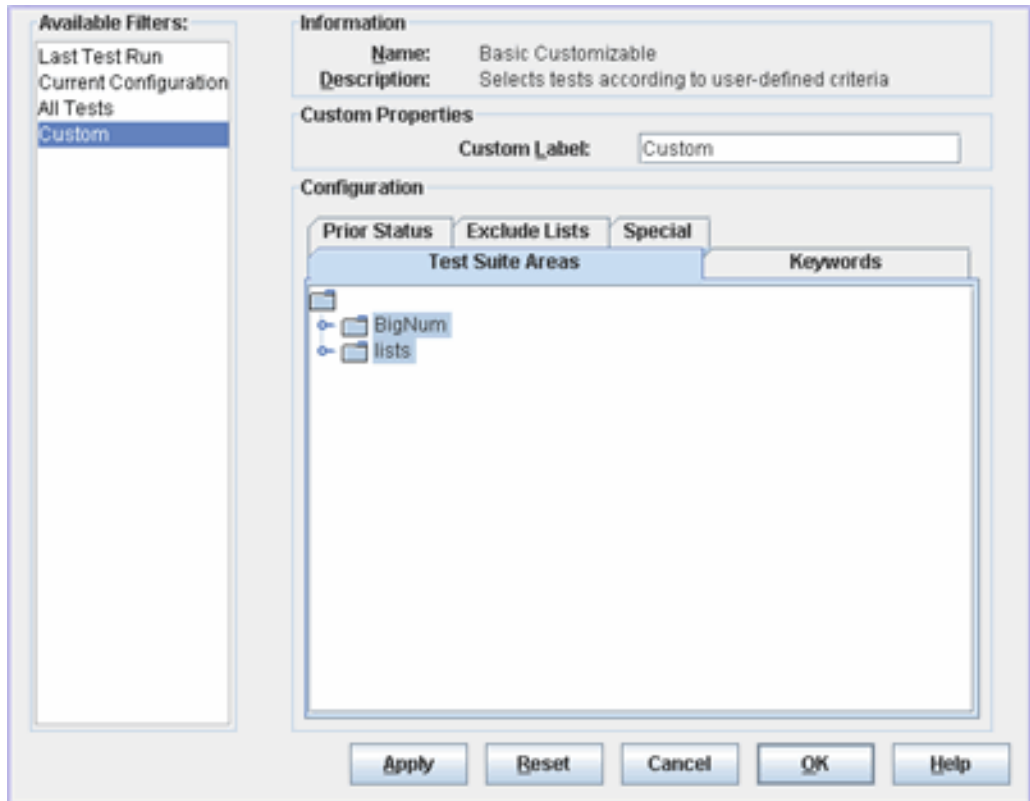 Available Filters:
Last Test Run
Current Configuration
All Tests
Custom
Information
Name: Basic Customizable
Description: Selects tests according to user-defined criteria
Custom Properties
Custom Label: Custom
Configuration
Prior Status Exclude Lists Special
Test Suite Areas Keywords
BigNum
lists
Apply Reset Cancel OK Help